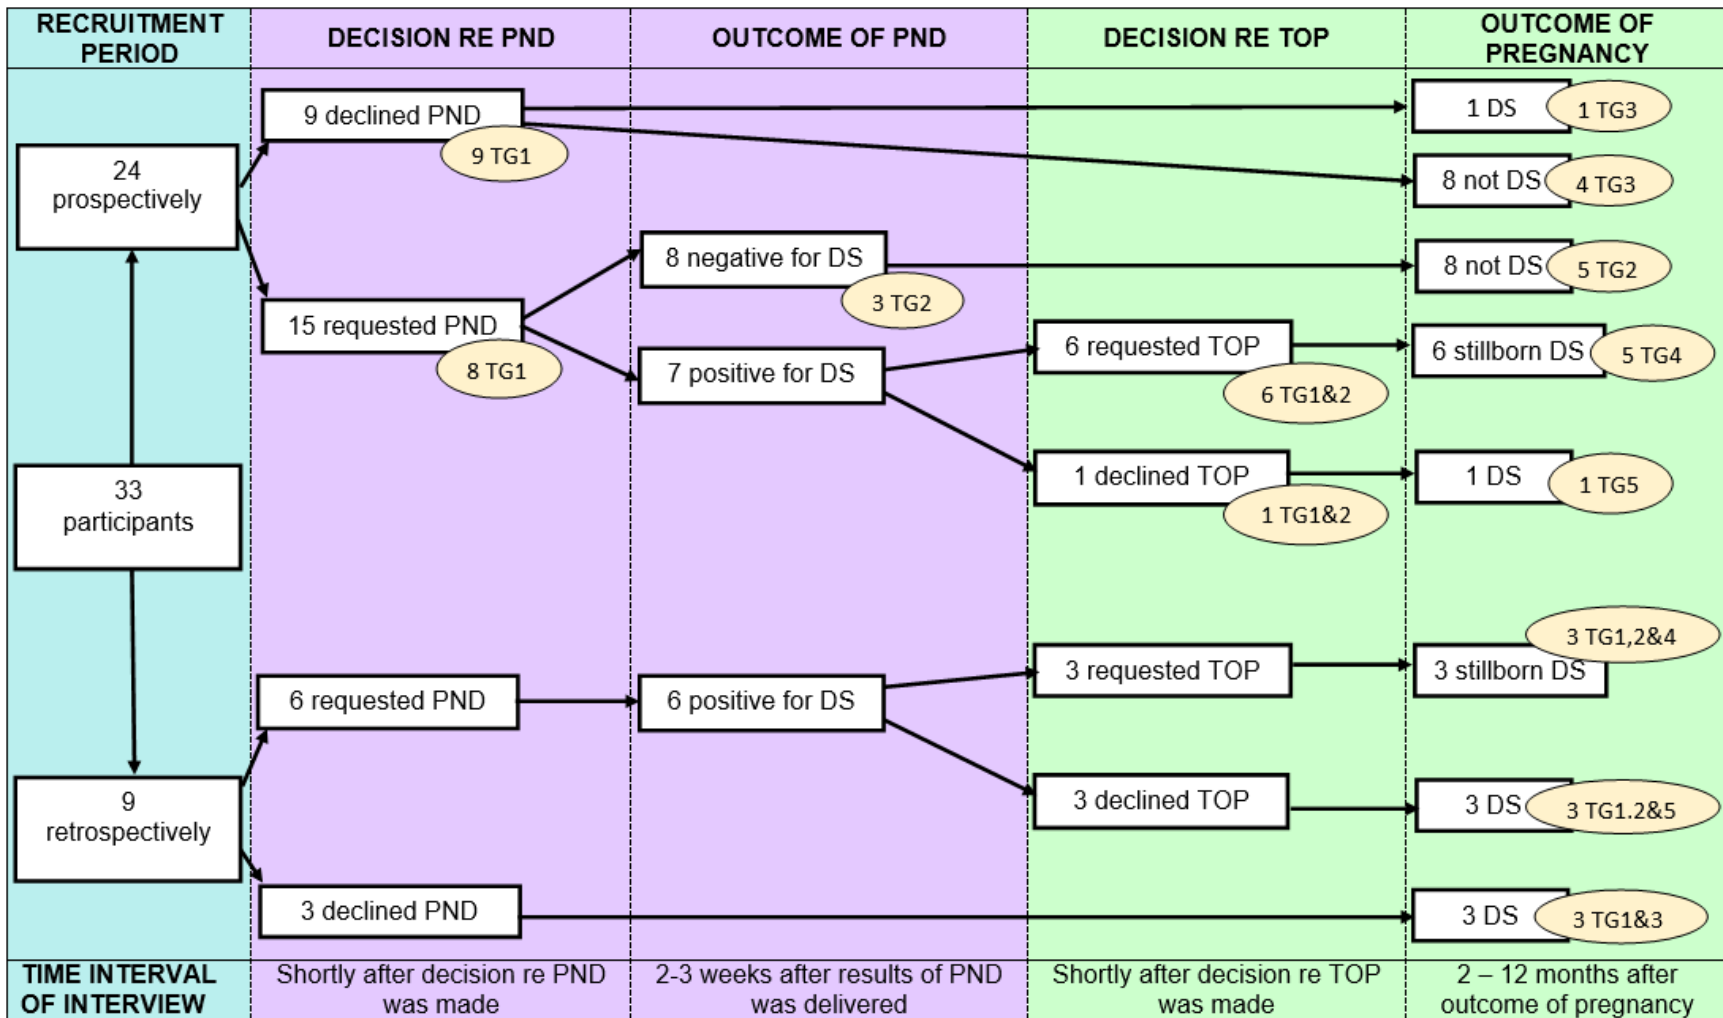 RECRUITMENT
PERIOD
DECISION RE PND
OUTCOME OF PND
DECISION RE TOP
OUTCOME OF
PREGNANCY
9 declined PND
9 TG1
1 DS
1 TG3
24
prospectively
8 not DS
4 TG3
8 negative for DS
3 TG2
8 not DS
5 TG2
15 requested PND
8 TG1
7 positive for DS
6 requested TOP
6 TG1&2
6 stillborn DS
5 TG4
33
participants
1 declined TOP
1 TG1&2
1 DS
1 TG5
3 requested TOP
3 TG1,2&4
3 stillborn DS
6 requested PND
6 positive for DS
9
retrospectively
3 declined TOP
3 DS
3 TG1.2&5
3 declined PND
3 DS
3 TG1&3
TIME INTERVAL
OF INTERVIEW
Shortly after decision re PND
was made
2-3 weeks after results of PND
was delivered
Shortly after decision re TOP
was made
2 – 12 months after
outcome of pregnancy